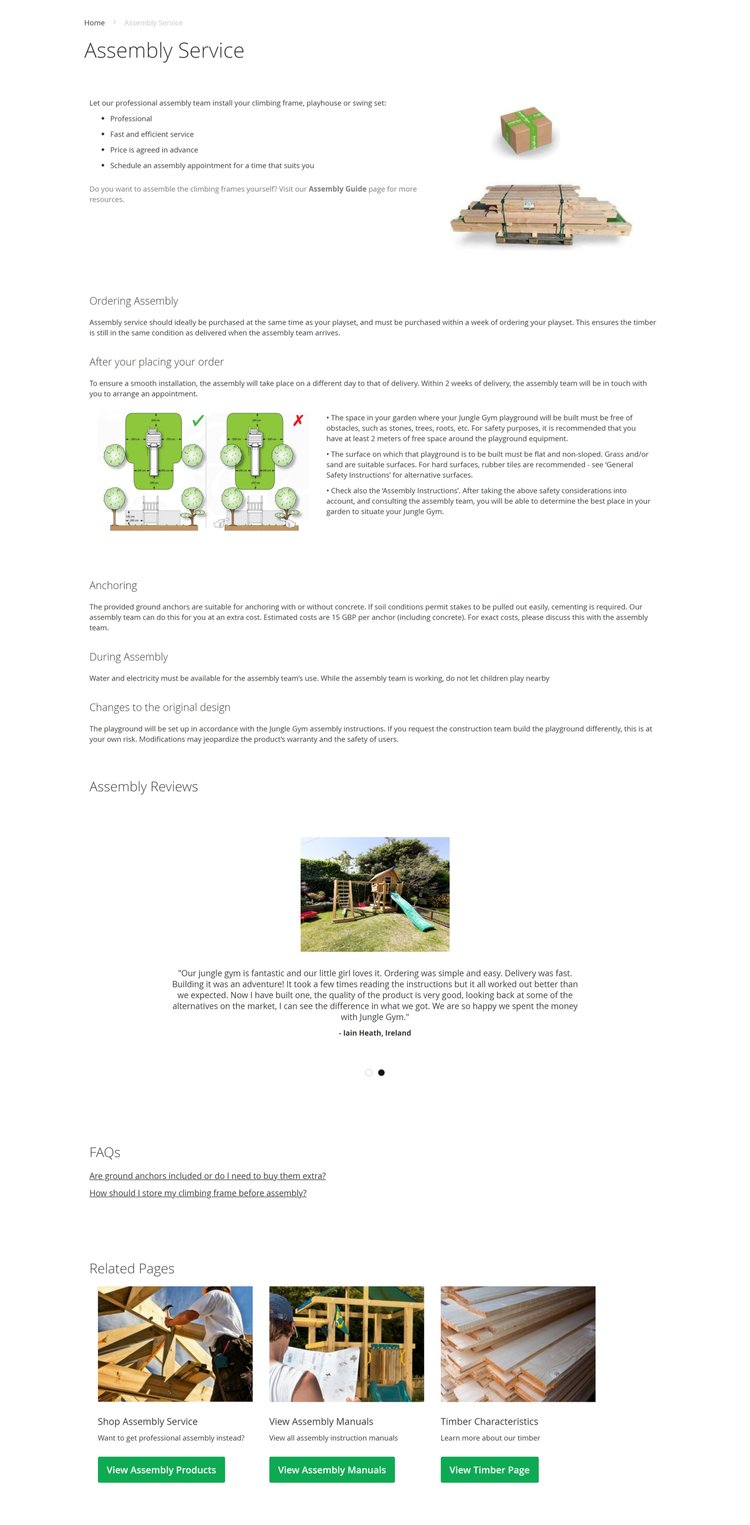 Home > Assembly Service
Assembly Service
Let our professional assembly team install your climbing frame, playhouse or swing set:
• Professional
• Fast and efficient service
• Price is agreed in advance
• Schedule an assembly appointment for a time that suits you
Do you want to assemble the climbing frames yourself? Visit our Assembly Guide page for more
resources.
Ordering Assembly
Assembly service should ideally be purchased at the same time as your playset, and must be purchased within a week of ordering your playset. This ensures the timber
is still in the same condition as delivered when the assembly team arrives.
After your placing your order
To ensure a smooth installation, the assembly will take place on a different day to that of delivery. Within 2 weeks of delivery, the assembly team will be in touch with
you to arrange an appointment.
• The space in your garden where your Jungle Gym playground will be built must be free of
obstacles, such as stones, trees, roots, etc. For safety purposes, it is recommended that you
have at least 2 meters of free space around the playground equipment.
• The surface on which that playground is to be built must be flat and non-sloped. Grass and/or
sand are suitable surfaces. For hard surfaces, rubber tiles are recommended - see ‘General
Safety Instructions’ for alternative surfaces.
• Check also the ‘Assembly Instructions’. After taking the above safety considerations into
account, and consulting the assembly team, you will be able to determine the best place in your
garden to situate your Jungle Gym.
Anchoring
The provided ground anchors are suitable for anchoring with or without concrete. If soil conditions permit stakes to be pulled out easily, cementing is required. Our
assembly team can do this for you at an extra cost. Estimated costs are 15 GBP per anchor (including concrete). For exact costs, please discuss this with the assembly
team.
During Assembly
Water and electricity must be available for the assembly team’s use. While the assembly team is working, do not let children play nearby
Changes to the original design
The playground will be set up in accordance with the Jungle Gym assembly instructions. If you request the construction team build the playground differently, this is at
your own risk. Modifications may jeopardize the product’s warranty and the safety of users.
Assembly Reviews
"Our jungle gym is fantastic and our little girl loves it. Ordering was simple and easy. Delivery was fast.
Building it was an adventure! It took a few times reading the instructions but it all worked out better than
we expected. Now I have built one, the quality of the product is very good, looking back at some of the
alternatives on the market, I can see the difference in what we got. We are so happy we spent the money
with Jungle Gym."
- Iain Heath, Ireland
FAQs
Are ground anchors included or do I need to buy them extra?
How should I store my climbing frame before assembly?
Related Pages
Shop Assembly Service
Want to get professional assembly instead?
View Assembly Products
View Assembly Manuals
View all assembly instruction manuals
View Assembly Manuals
Timber Characteristics
Learn more about our timber
View Timber Page